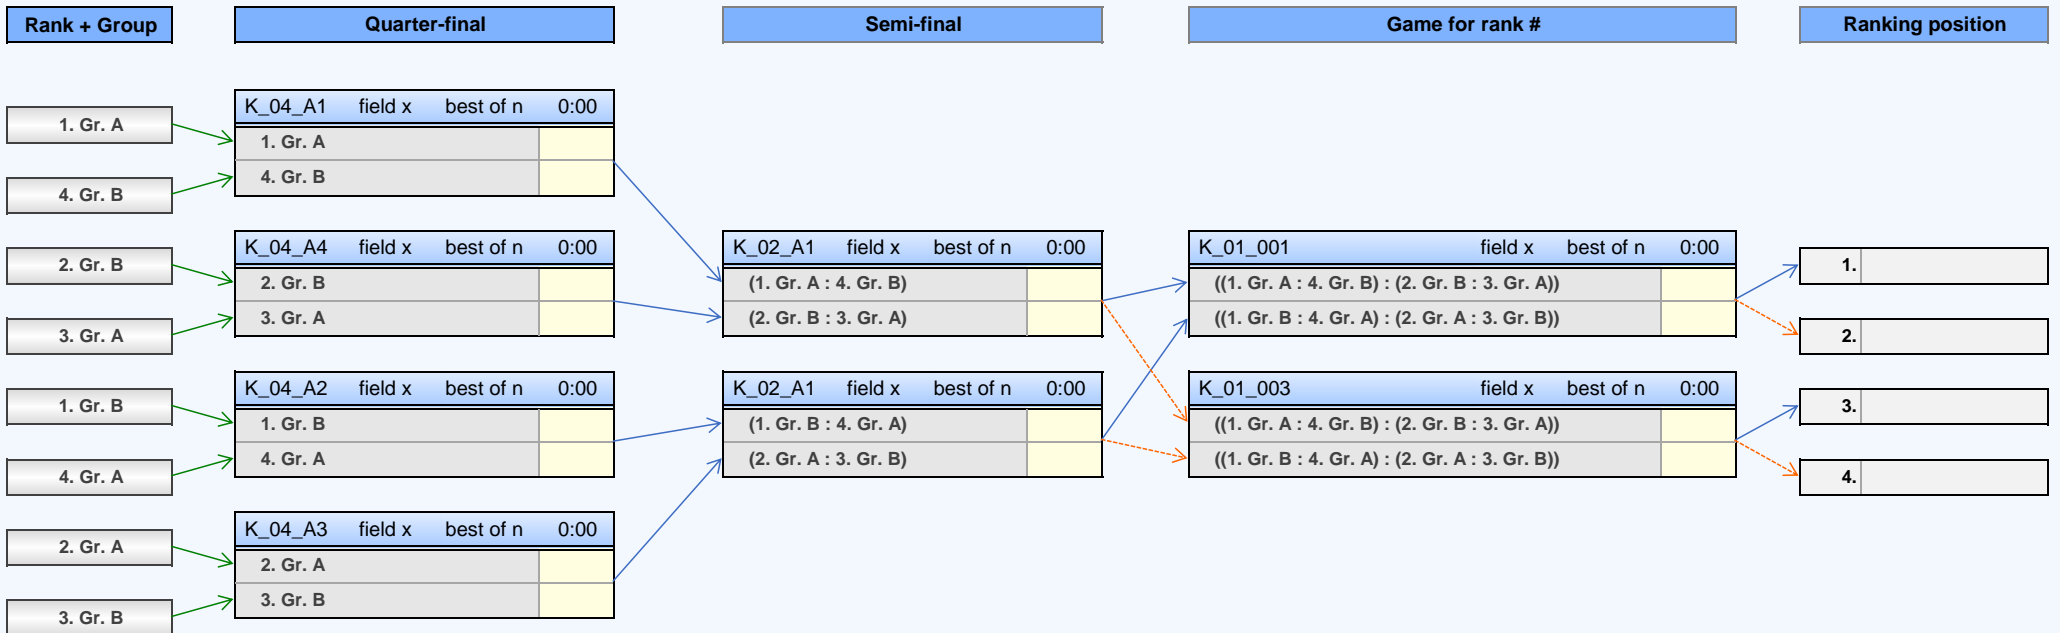 Rank + Group Quarter-final Semi-final Game for rank # Ranking position
K_04_A1 field x best of n 0:00
1. Gr. A
1. Gr. A
4. Gr. B
4. Gr. B
K_04_A4 field x best of n 0:00
2. Gr. B
2. Gr. B
3. Gr. A
3. Gr. A
K_04_A2 field x best of n 0:00
1. Gr. B
1. Gr. B
4. Gr. A
4. Gr. A
K_04_A3 field x best of n 0:00
2. Gr. A
2. Gr. A
3. Gr. B
3. Gr. B
K_02_A1 field x best of n 0:00
(1. Gr. A : 4. Gr. B)
(2. Gr. B : 3. Gr. A)
K_02_A1 field x best of n 0:00
(1. Gr. B : 4. Gr. A)
(2. Gr. A : 3. Gr. B)
K_01_001 field x best of n 0:00
((1. Gr. A : 4. Gr. B) : (2. Gr. B : 3. Gr. A))
((1. Gr. B : 4. Gr. A) : (2. Gr. A : 3. Gr. B))
K_01_003 field x best of n 0:00
((1. Gr. A : 4. Gr. B) : (2. Gr. B : 3. Gr. A))
((1. Gr. B : 4. Gr. A) : (2. Gr. A : 3. Gr. B))
1.
2.
3.
4.